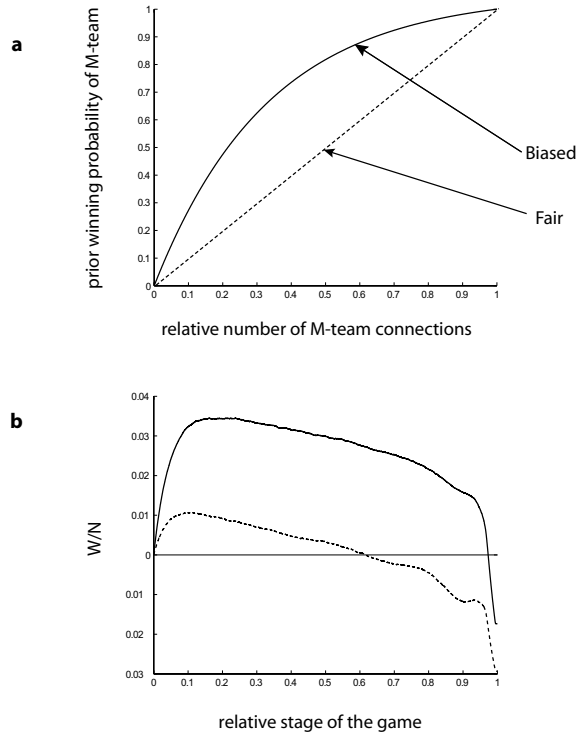 a
prior winning probability of M-team
1
0.9
0.8
0.7
0.6
0.5
0.4
0.3
0.2
0.1
0
0 0.1 0.2 0.3 0.4 0.5 0.6 0.7 0.8 0.9 1
Biased
Fair
relative number of M-team connections
b
W/N
0.04
0.03
0.02
0.01
0
0.01
0.02
0.03
0 0.1 0.2 0.3 0.4 0.5 0.6 0.7 0.8 0.9 1
relative stage of the game